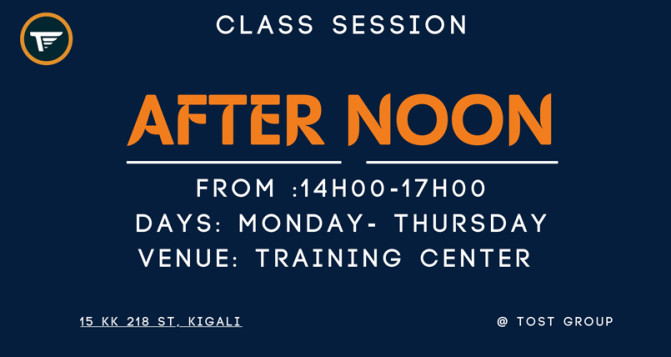 CLASS SESSION
AFTER NOON
FROM :14H00-17H00
DAYS: MONDAY- THURSDAY
VENUE: TRAINING CENTER
15 KK 218 ST, KIGALI
@ TOST GROUP